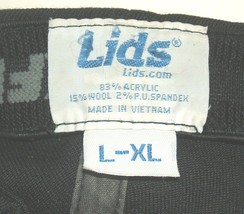 Lids®
Lids.com
83% ACRYLIC
15% WOOL 2% P.U. SPANDEX
MADE IN VIETNAM
L-XL